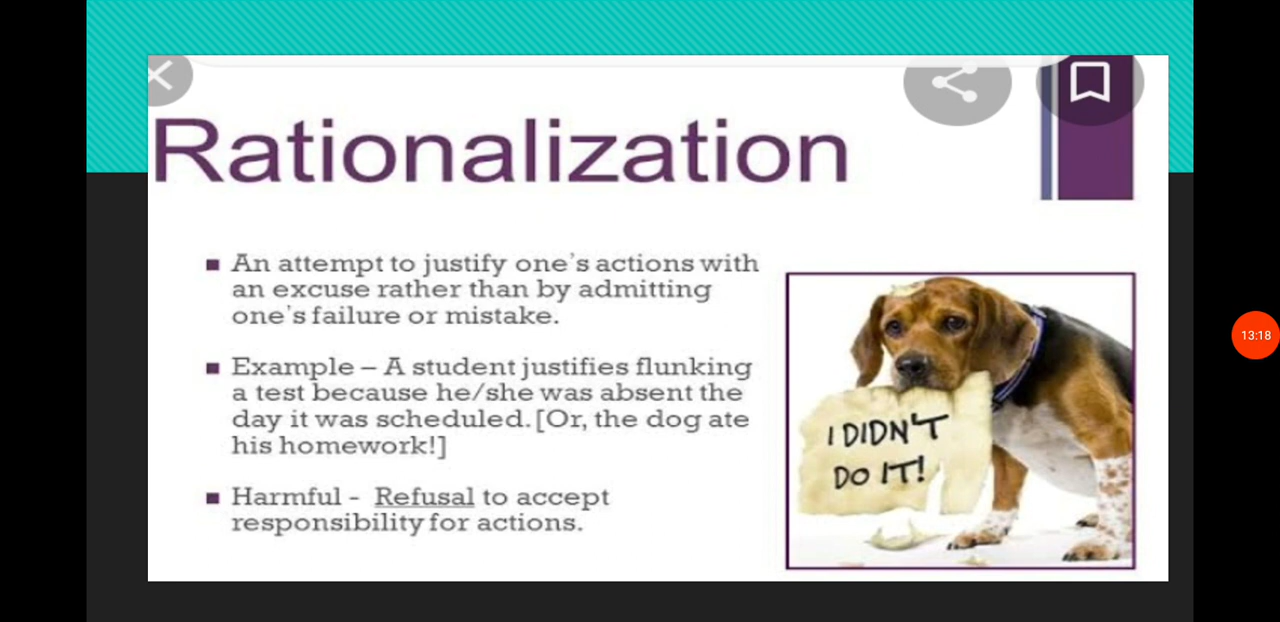 Rationalization
An attempt to justify one's actions with
an excuse rather than by admitting
one's failure or mistake.
Example – A student justifies flunking
a test because he/she was absent the
day it was scheduled. [Or, the dog ate
his homework!]
Harmful - Refusal to accept
responsibility for actions.
I DIDN'T
DO IT!
13:18